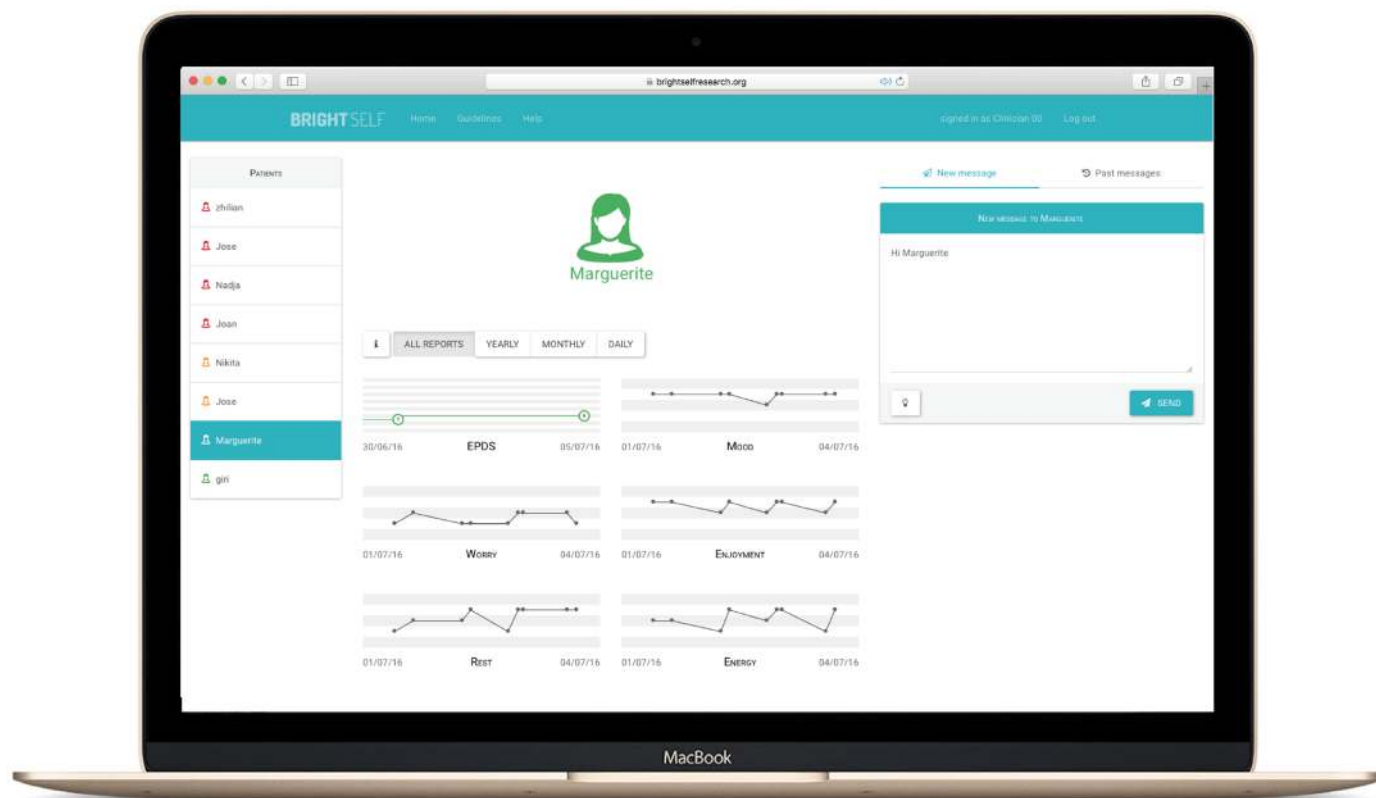 brightselfresearch.org
BRIGHTSELF Home Guidelines Help signed in as Clinician 00 Log out
PATIENTS
zhilian
Jose
Nadja
Joan
Nikita
Jose
Marguerite
giri
Marguerite
i ALL REPORTS YEARLY MONTHLY DAILY
30/06/16 EPDS 05/07/16
01/07/16 MOOD 04/07/16
01/07/16 WORRY 04/07/16
01/07/16 ENJOYMENT 04/07/16
01/07/16 REST 04/07/16
01/07/16 ENERGY 04/07/16
New message Past messages
NEW MESSAGE TO MARGUERITE
Hi Marguerite
SEND
MacBook